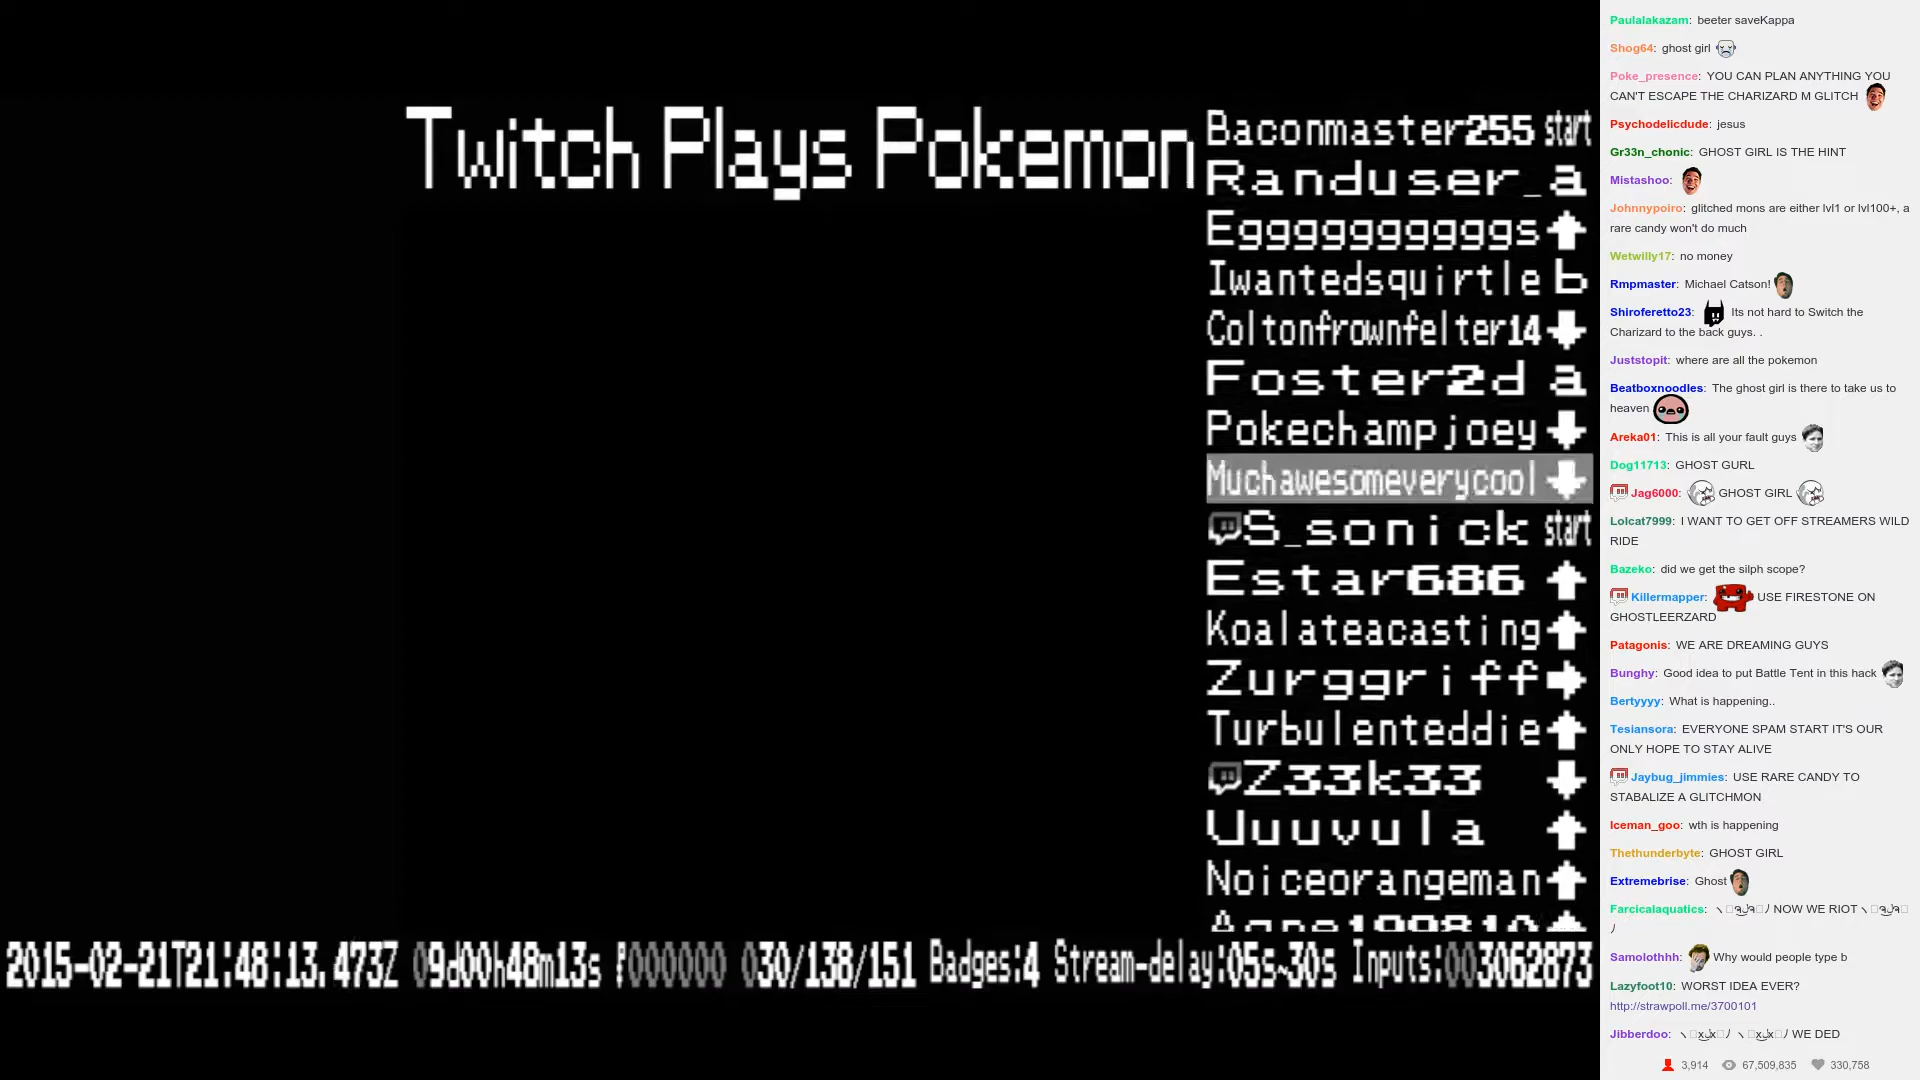 Twitch Plays Pokemon
Baconmaster255 start
Randuser_ a
Eggggggggggs
Iwantedsquirtle b
Coltonfrownfelter14
Foster2d a
Pokechampjoey
Muchawesomeverycool
S_sonick start
Estar686
Koalateacasting
Zurggriff
Turbulenteddie
Z33k33
Uuuvula
Noiceorangeman
2015-02-21T21:48:13.473Z 09d00h48m13s ₽000000 030/138/151 Badges:4 Stream-delay:05s~30s Inputs:003062873
Paulalakazam: beeter saveKappa
Shog64: ghost girl
Poke_presence: YOU CAN PLAN ANYTHING YOU
CAN'T ESCAPE THE CHARIZARD M GLITCH
Psychodelicdude: jesus
Gr33n_chonic: GHOST GIRL IS THE HINT
Mistashoo:
Johnnypoiro: glitched mons are either lvl1 or lvl100+, a
rare candy won't do much
Wetwilly17: no money
Rmpmaster: Michael Catson!
Shiroferetto23: Its not hard to Switch the
Charizard to the back guys. .
Juststopit: where are all the pokemon
Beatboxnoodles: The ghost girl is there to take us to
heaven
Areka01: This is all your fault guys
Dog11713: GHOST GURL
Jag6000: GHOST GIRL
Lolcat7999: I WANT TO GET OFF STREAMERS WILD
RIDE
Bazeko: did we get the silph scope?
Killermapper: USE FIRESTONE ON
GHOSTLEERZARD
Patagonis: WE ARE DREAMING GUYS
Bunghy: Good idea to put Battle Tent in this hack
Bertyyyy: What is happening..
Tesiansora: EVERYONE SPAM START IT'S OUR
ONLY HOPE TO STAY ALIVE
Jaybug_jimmies: USE RARE CANDY TO
STABALIZE A GLITCHMON
Iceman_goo: wth is happening
Thethunderbyte: GHOST GIRL
Extremebrise: Ghost
Farcicalaquatics: NOW WE RIOT
Samolothhh: Why would people type b
Lazyfoot10: WORST IDEA EVER?
http://strawpoll.me/3700101
Jibberdoo: WE DED
3,914 67,509,835 330,758